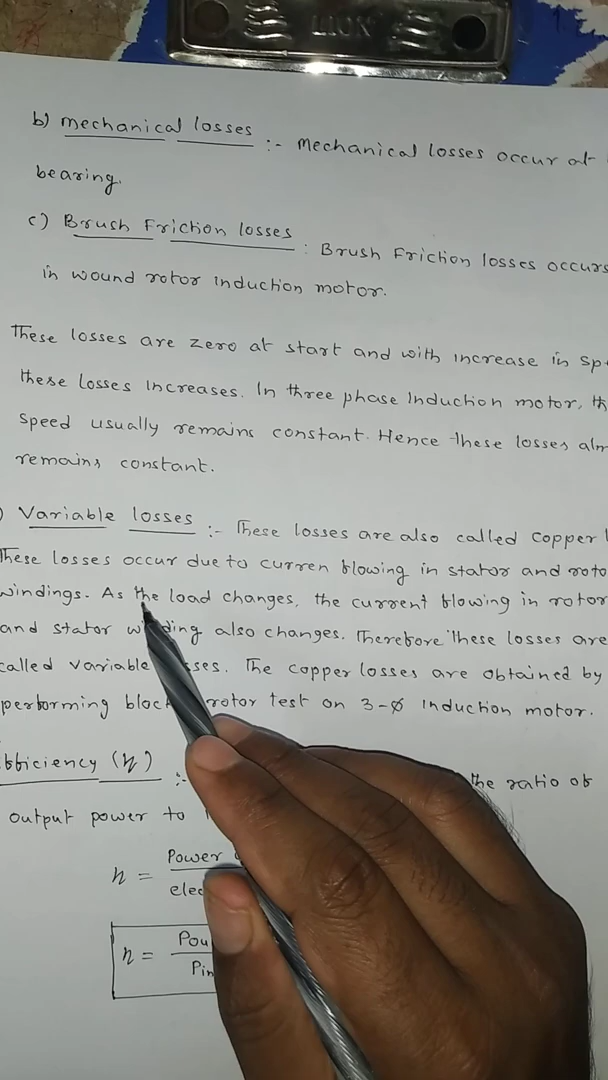 LION
b) Mechanical losses :- Mechanical losses occur at
bearing.
c) Brush Friction losses : Brush Friction losses occurs
in wound rotor induction motor.
These losses are zero at start and with increase in
these losses increases. In three phase Induction motor,
speed usually remains constant. Hence these losses
remains constant.
Variable losses :- These losses are also called copper
These losses occur due to curren flowing in stator and
windings. As the load changes, the current flowing in rotor
and stator also changes. Therefore these losses are
called Variable The copper losses are obtained by
performing rotor test on 3-ϕ induction motor.
(η) :- the ratio of
output power to
η = Power
η =